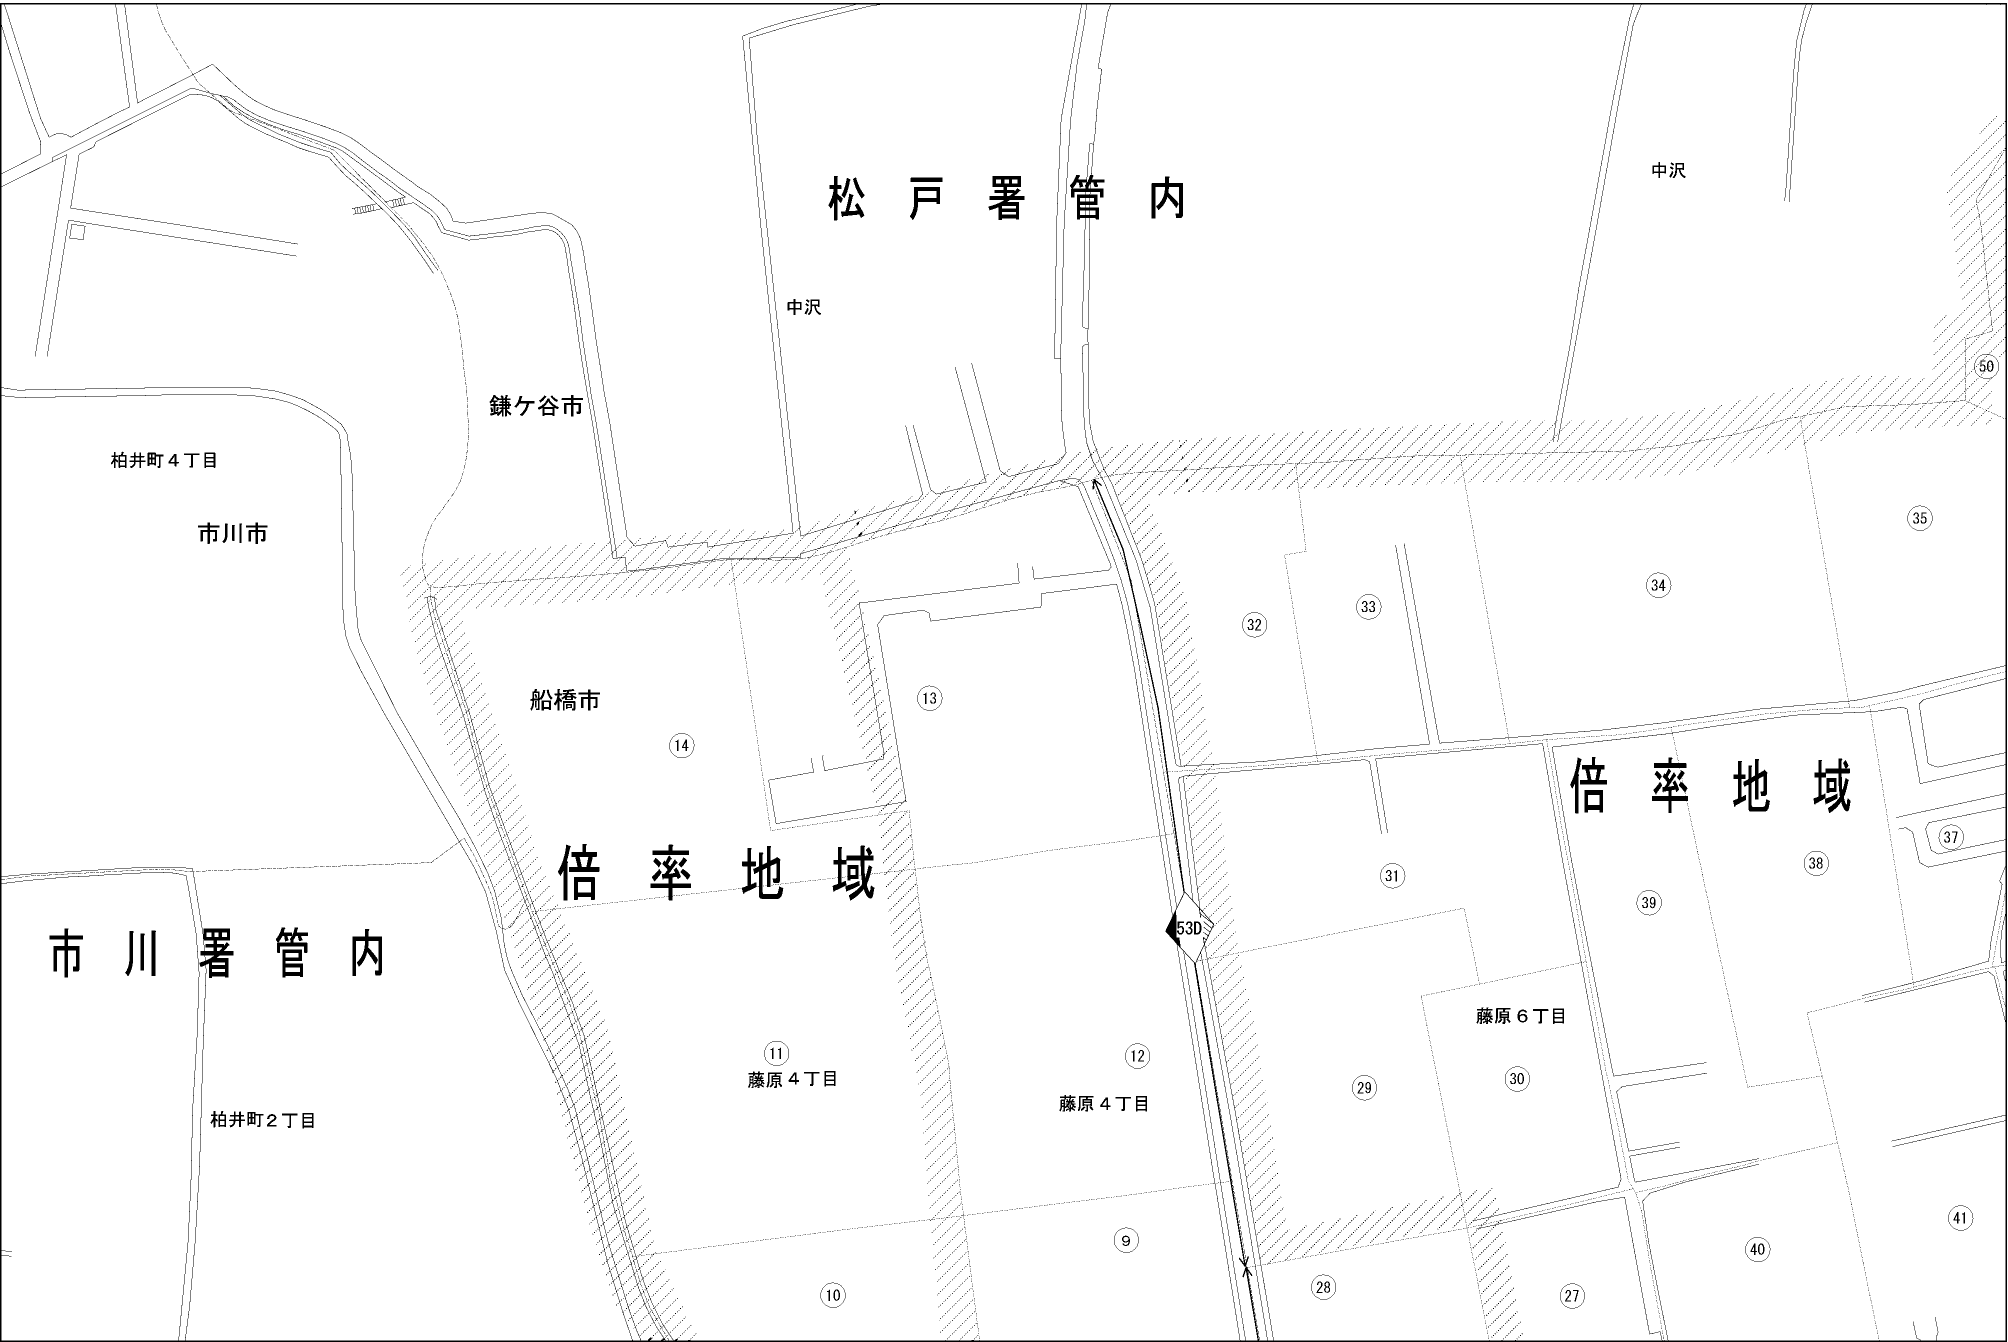 松戸署管内
中沢
中沢
50
鎌ケ谷市
柏井町４丁目
市川市
35
34
33
32
船橋市
13
14
倍率地域
37
38
倍率地域
31
39
53D
市川署管内
藤原６丁目
11
12
藤原４丁目
30
29
藤原４丁目
柏井町２丁目
41
9
40
28
10
27